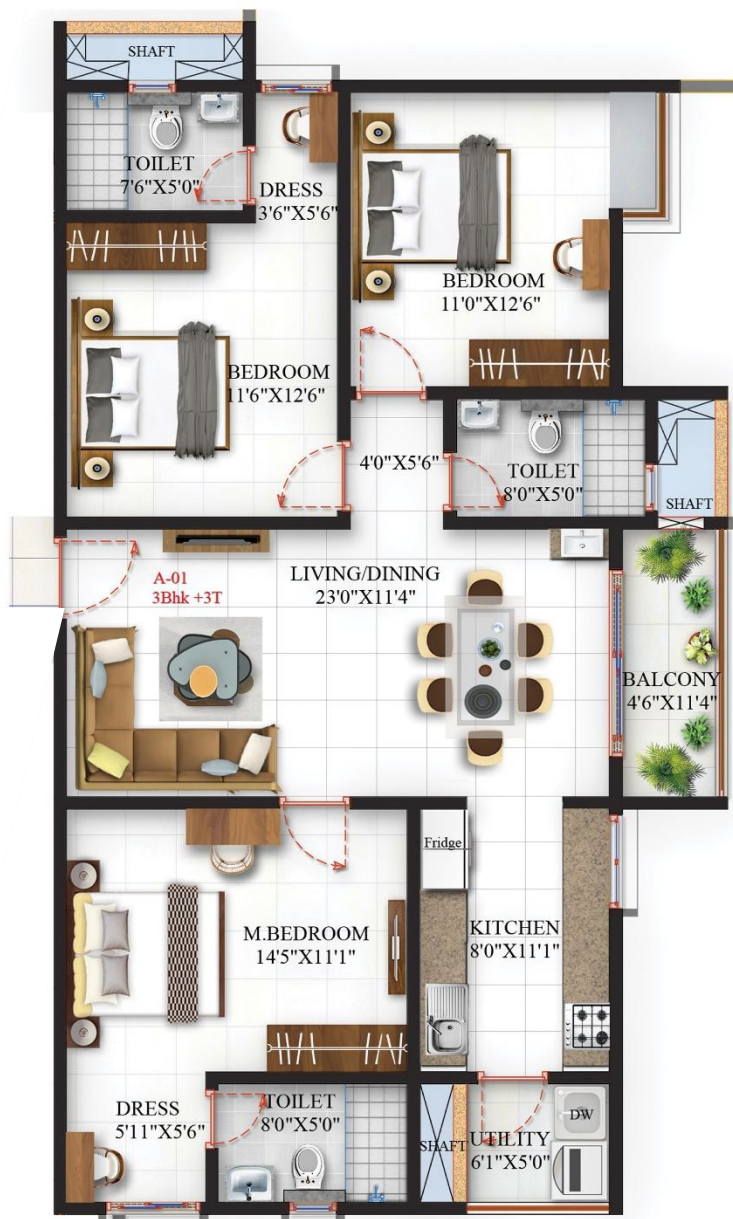 SHAFT
TOILET
7'6"X5'0"
DRESS
3'6"X5'6"
BEDROOM
11'0"X12'6"
BEDROOM
11'6"X12'6"
4'0"X5'6"
TOILET
8'0"X5'0"
SHAFT
A-01
3Bhk +3T
LIVING/DINING
23'0"X11'4"
BALCONY
4'6"X11'4"
Fridge
M.BEDROOM
14'5"X11'1"
KITCHEN
8'0"X11'1"
DRESS
5'11"X5'6"
TOILET
8'0"X5'0"
SHAFT
UTILITY
6'1"X5'0"
DW